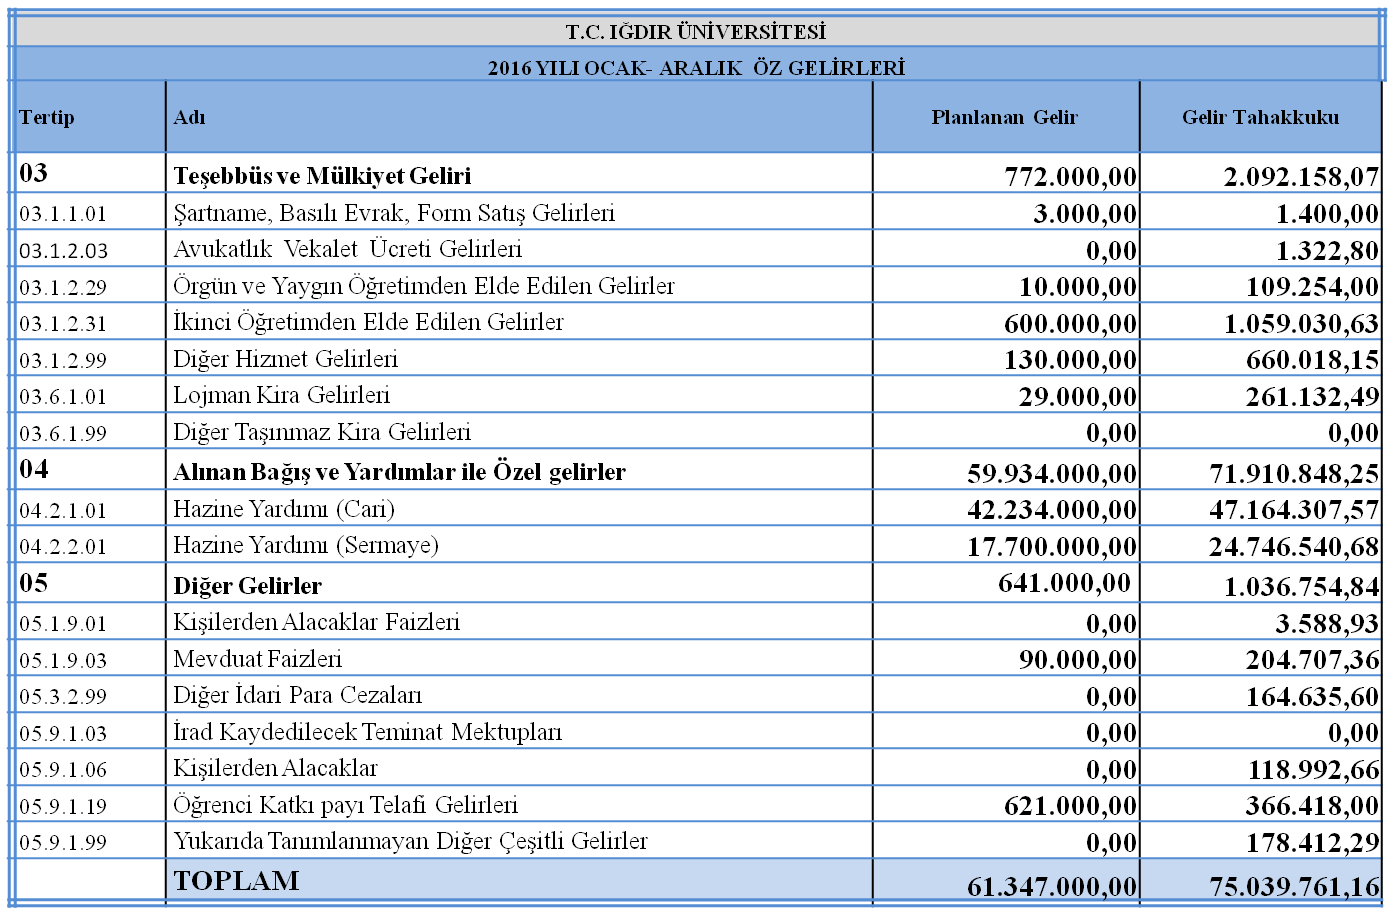 T.C. IĞDIR ÜNİVERSİTESİ
2016 YILI OCAK- ARALIK ÖZ GELİRLERİ
Tertip Adı Planlanan Gelir Gelir Tahakkuku
03 Teşebbüs ve Mülkiyet Geliri 772.000,00 2.092.158,07
03.1.1.01 Şartname, Basılı Evrak, Form Satış Gelirleri 3.000,00 1.400,00
03.1.2.03 Avukatlık Vekalet Ücreti Gelirleri 0,00 1.322,80
03.1.2.29 Örgün ve Yaygın Öğretimden Elde Edilen Gelirler 10.000,00 109.254,00
03.1.2.31 İkinci Öğretimden Elde Edilen Gelirler 600.000,00 1.059.030,63
03.1.2.99 Diğer Hizmet Gelirleri 130.000,00 660.018,15
03.6.1.01 Lojman Kira Gelirleri 29.000,00 261.132,49
03.6.1.99 Diğer Taşınmaz Kira Gelirleri 0,00 0,00
04 Alınan Bağış ve Yardımlar ile Özel gelirler 59.934.000,00 71.910.848,25
04.2.1.01 Hazine Yardımı (Cari) 42.234.000,00 47.164.307,57
04.2.2.01 Hazine Yardımı (Sermaye) 17.700.000,00 24.746.540,68
05 Diğer Gelirler 641.000,00 1.036.754,84
05.1.9.01 Kişilerden Alacaklar Faizleri 0,00 3.588,93
05.1.9.03 Mevduat Faizleri 90.000,00 204.707,36
05.3.2.99 Diğer İdari Para Cezaları 0,00 164.635,60
05.9.1.03 İrad Kaydedilecek Teminat Mektupları 0,00 0,00
05.9.1.06 Kişilerden Alacaklar 0,00 118.992,66
05.9.1.19 Öğrenci Katkı payı Telafi Gelirleri 621.000,00 366.418,00
05.9.1.99 Yukarıda Tanımlanmayan Diğer Çeşitli Gelirler 0,00 178.412,29
TOPLAM 61.347.000,00 75.039.761,16